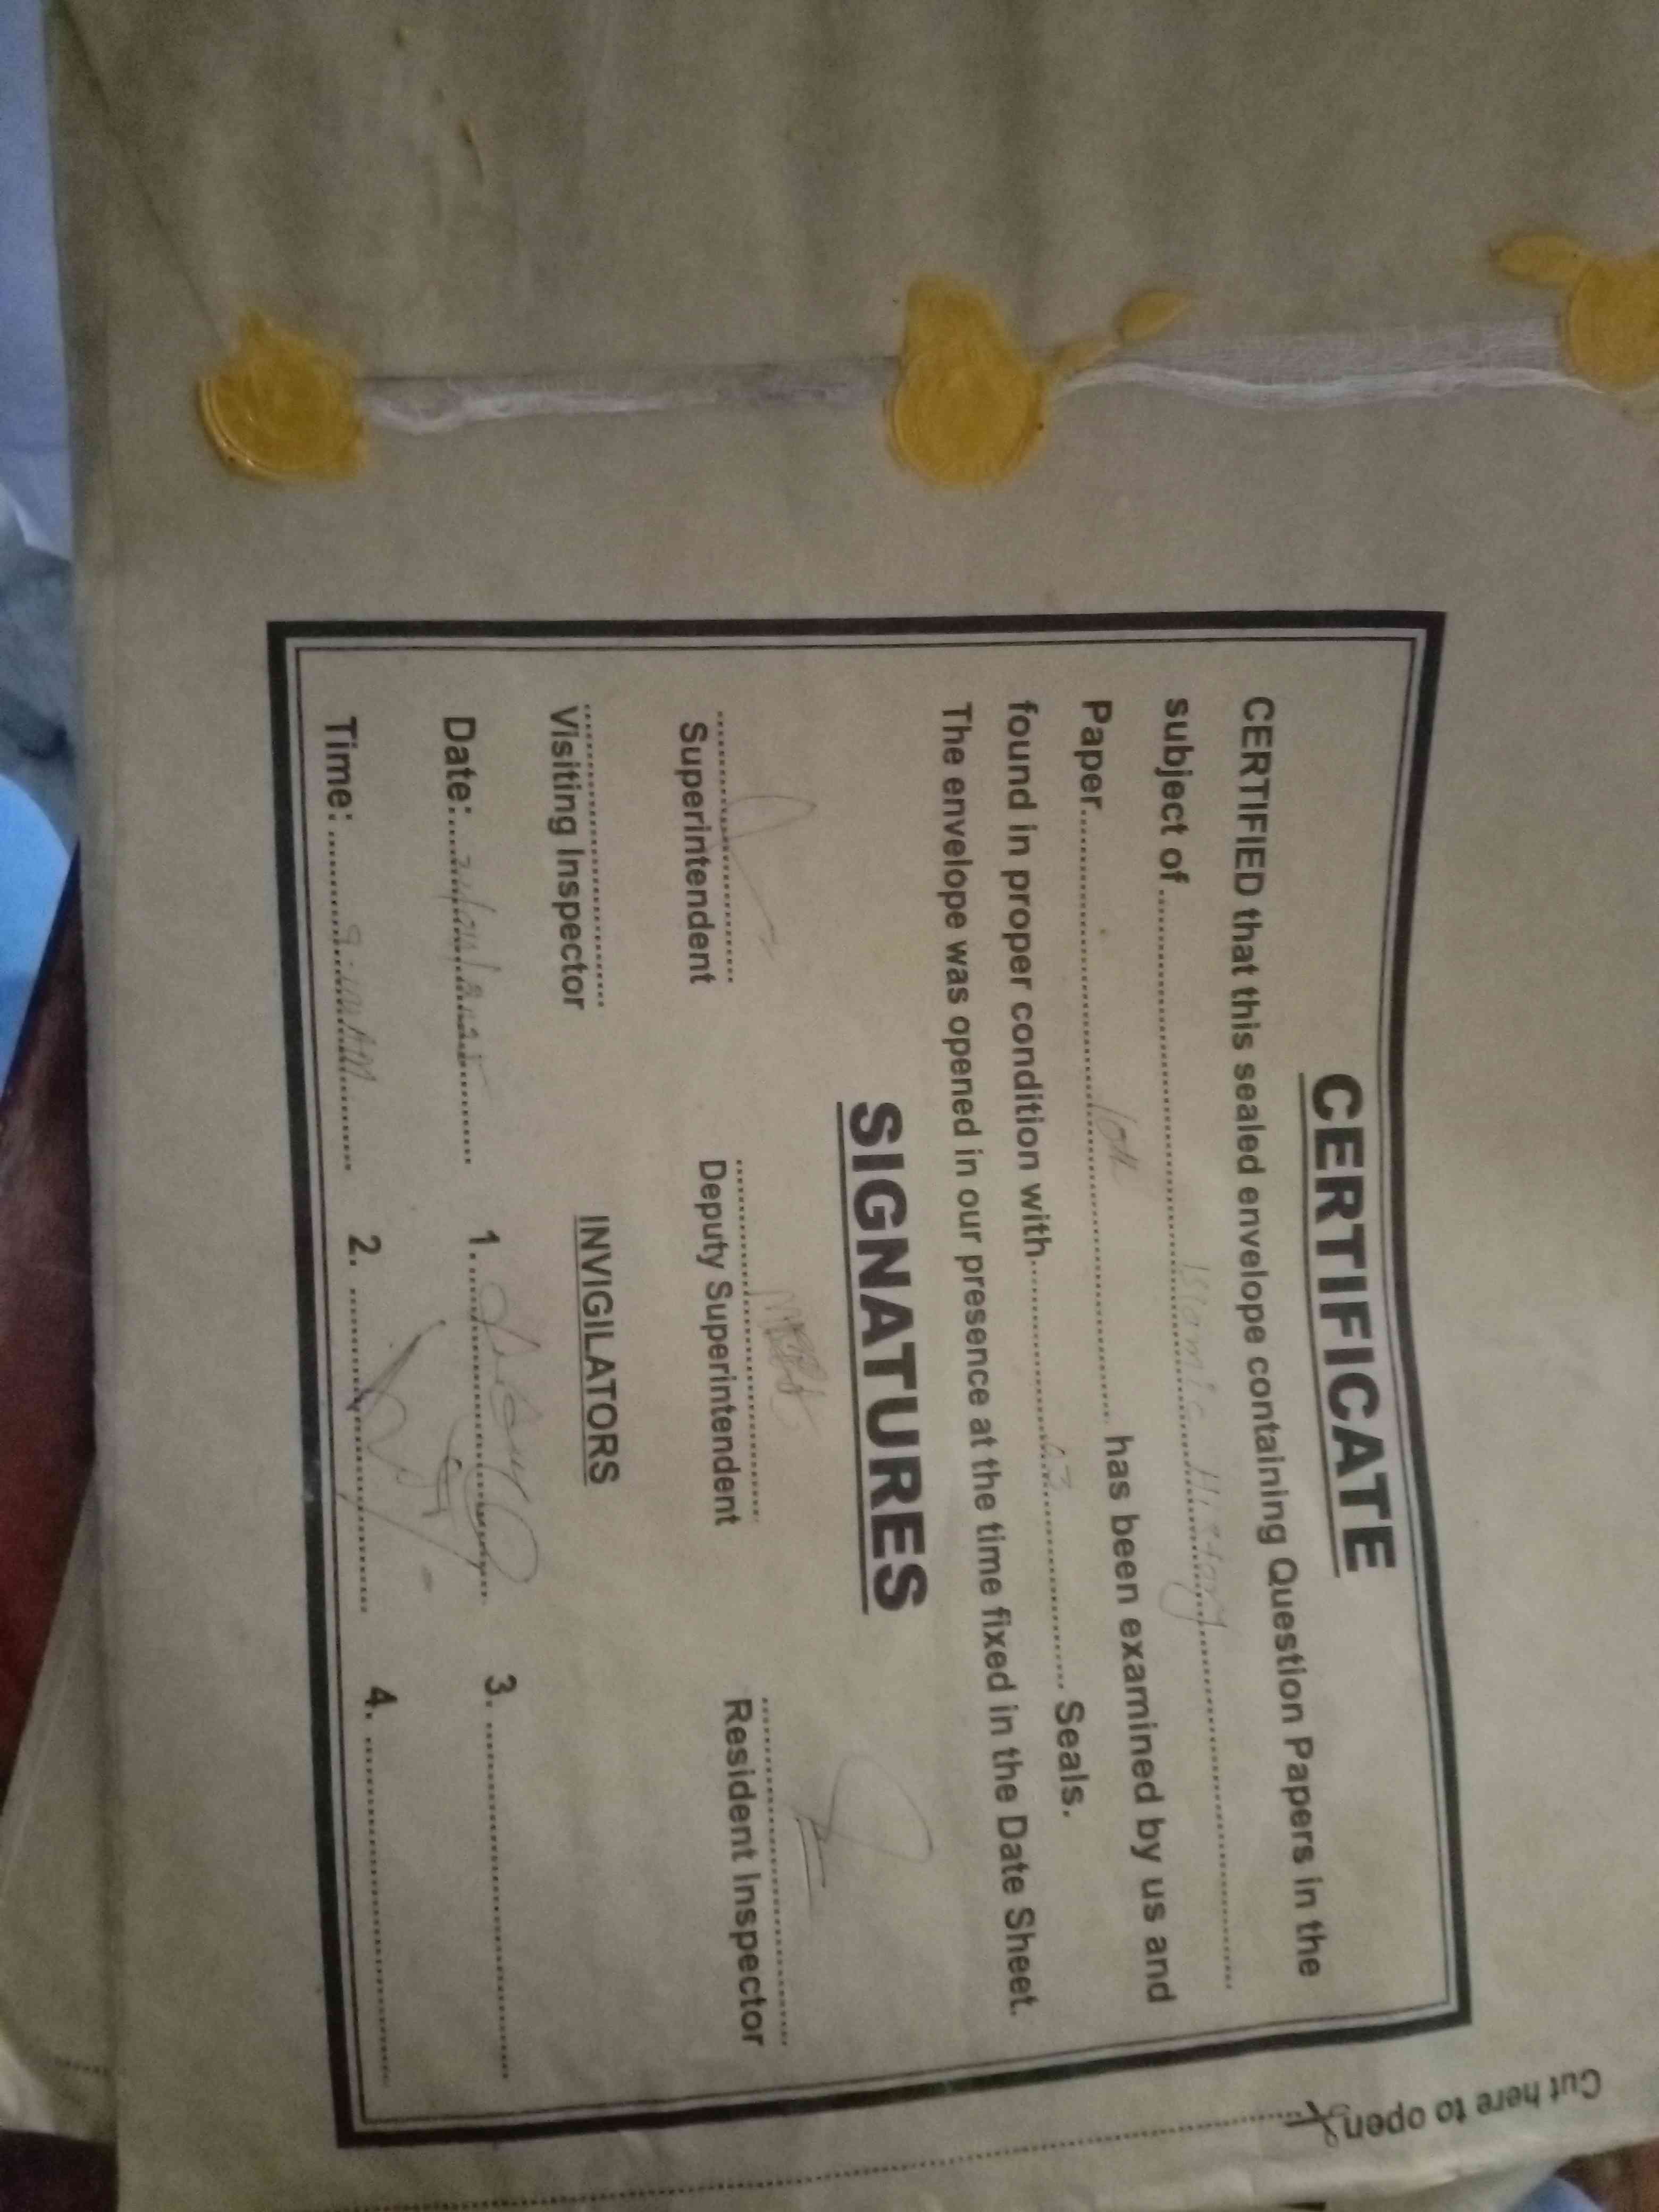 CERTIFICATE
CERTIFIED that this sealed envelope containing Question Papers in the
subject of ........ Islamic History ........
Paper ................ has been examined by us and
found in proper condition with ........ 03 ........ Seals.
The envelope was opened in our presence at the time fixed in the Date Sheet.
SIGNATURES
Superintendent Deputy Superintendent Resident Inspector
Visiting Inspector INVIGILATORS
Date: ................ 1. ................ 3. ................
Time: ................ AM 2. ................ 4. ................
Cut here to open